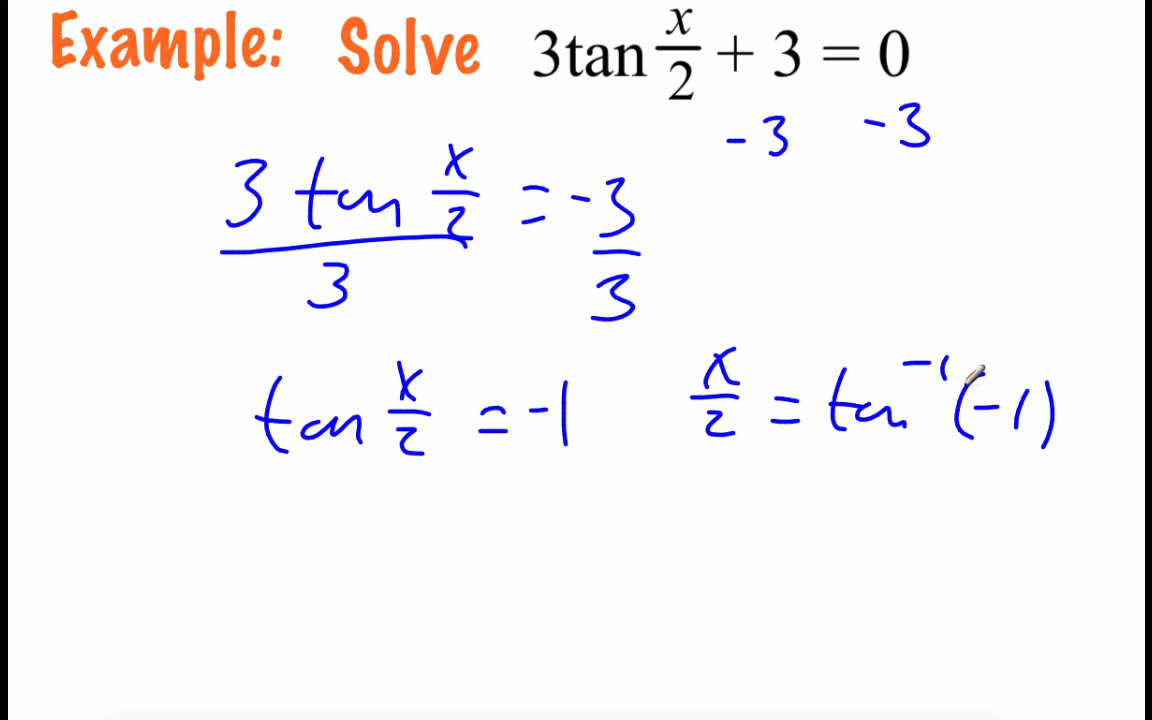 Example: Solve 3tan x/2 + 3 = 0
-3 -3
3 tan x/2 = -3
3 3
tan x/2 = -1 x/2 = tan⁻¹(-1)